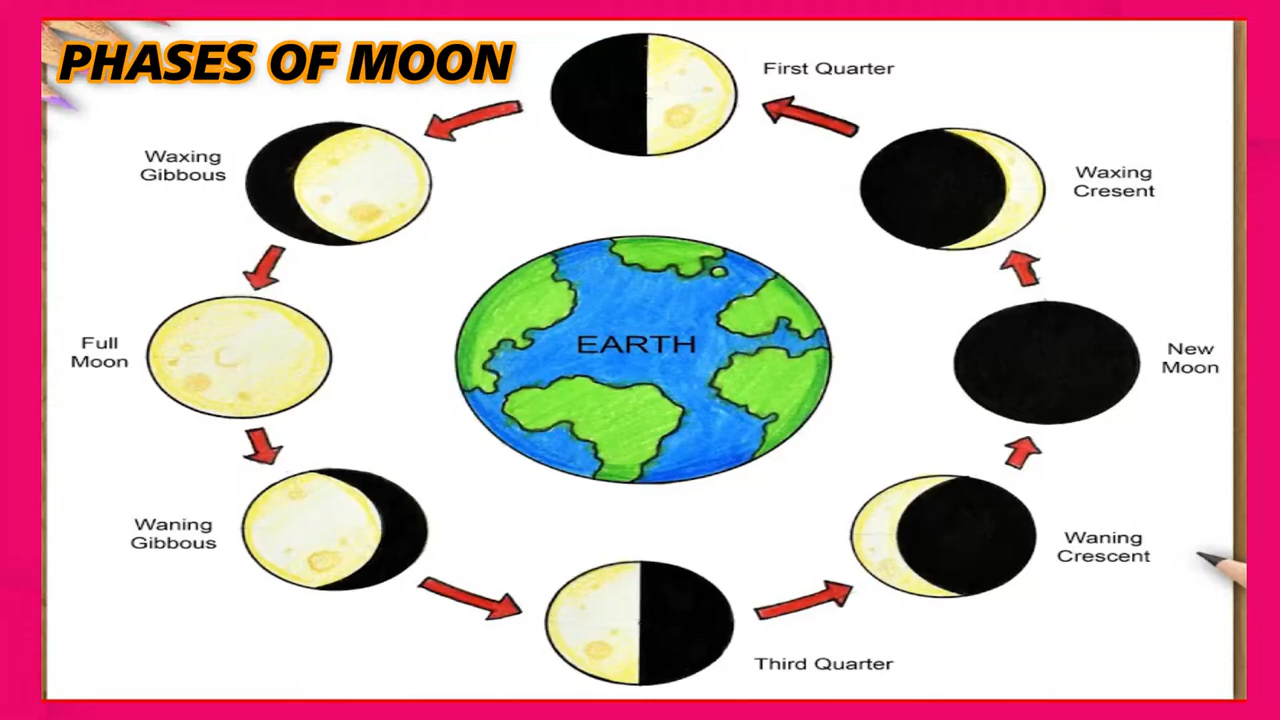 PHASES OF MOON
First Quarter
Waxing
Gibbous
Waxing
Cresent
EARTH
Full
Moon
New
Moon
Waning
Gibbous
Waning
Crescent
Third Quarter